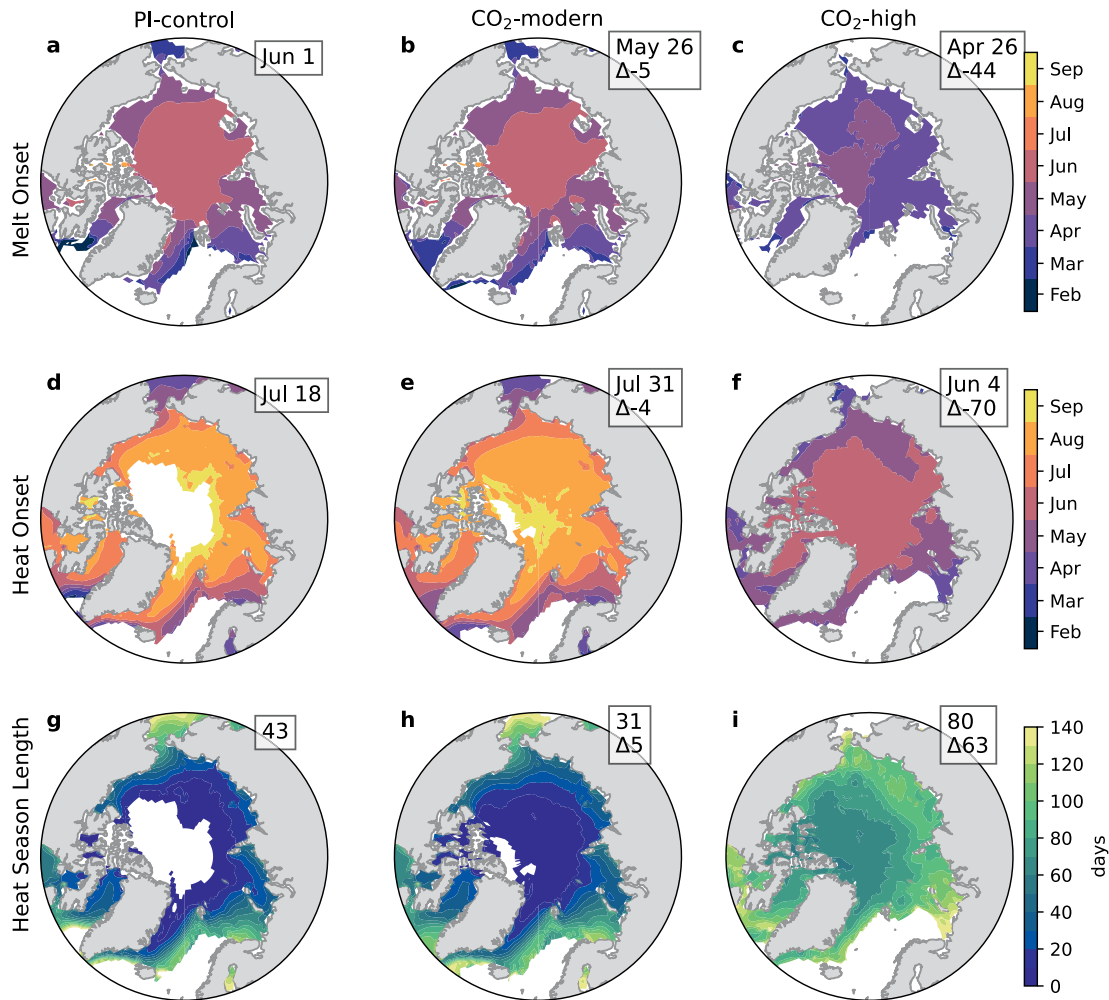 PI-control
CO₂-modern
CO₂-high
a
Jun 1
b
May 26
Δ-5
c
Apr 26
Δ-44
Melt Onset
Sep
Aug
Jul
Jun
May
Apr
Mar
Feb
d
Jul 18
e
Jul 31
Δ-4
f
Jun 4
Δ-70
Heat Onset
Sep
Aug
Jul
Jun
May
Apr
Mar
Feb
g
43
h
31
Δ5
i
80
Δ63
Heat Season Length
140
120
100
80
60
40
20
0
days